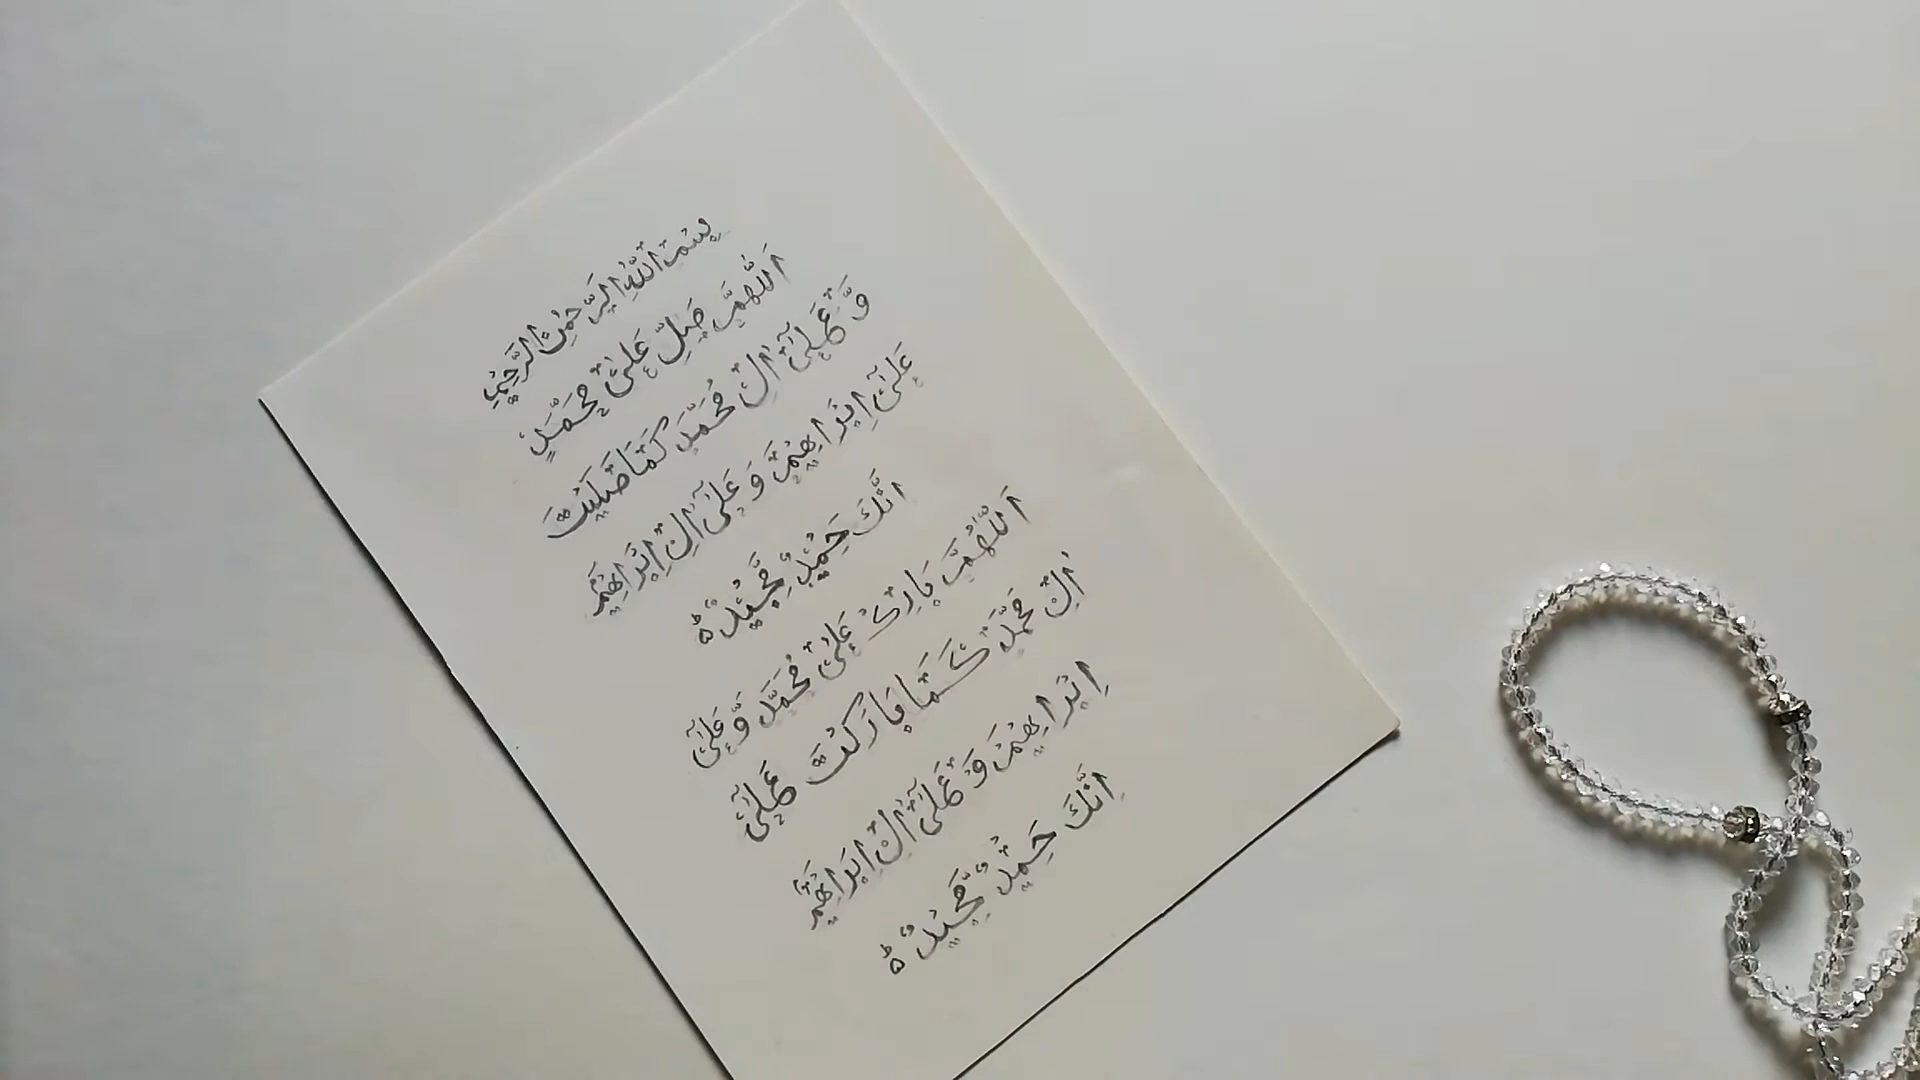 بِسْمِ اللّٰهِ الرَّحْمٰنِ الرَّحِيْمِ
اَللّٰهُمَّ صَلِّ عَلٰى مُحَمَّدٍ
وَّعَلٰٓى اٰلِ مُحَمَّدٍ كَمَا صَلَّيْتَ
عَلٰٓى اِبْرَاهِيْمَ وَ عَلٰٓى اٰلِ اِبْرَاهِيْمَ
اِنَّكَ حَمِيْدٌ مَّجِيْدٌ ؕ
اَللّٰهُمَّ بَارِكْ عَلٰى مُحَمَّدٍ وَّ عَلٰٓى
اٰلِ مُحَمَّدٍ كَمَا بَارَكْتَ عَلٰٓى
اِبْرَاهِيْمَ وَ عَلٰٓى اٰلِ اِبْرَاهِيْمَ
اِنَّكَ حَمِيْدٌ مَّجِيْدٌ ؕ